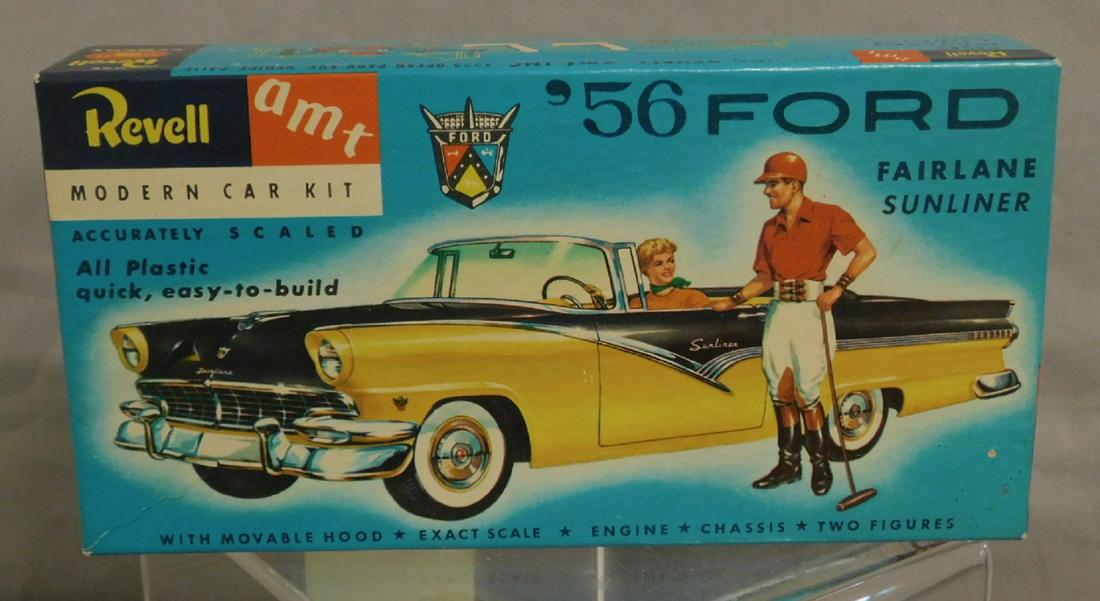 Revell
amt
MODERN CAR KIT
ACCURATELY SCALED
All Plastic
quick, easy-to-build
FORD
'56 FORD
FAIRLANE
SUNLINER
Fairlane
Sunliner
WITH MOVABLE HOOD ★ EXACT SCALE ★ ENGINE ★ CHASSIS ★ TWO FIGURES